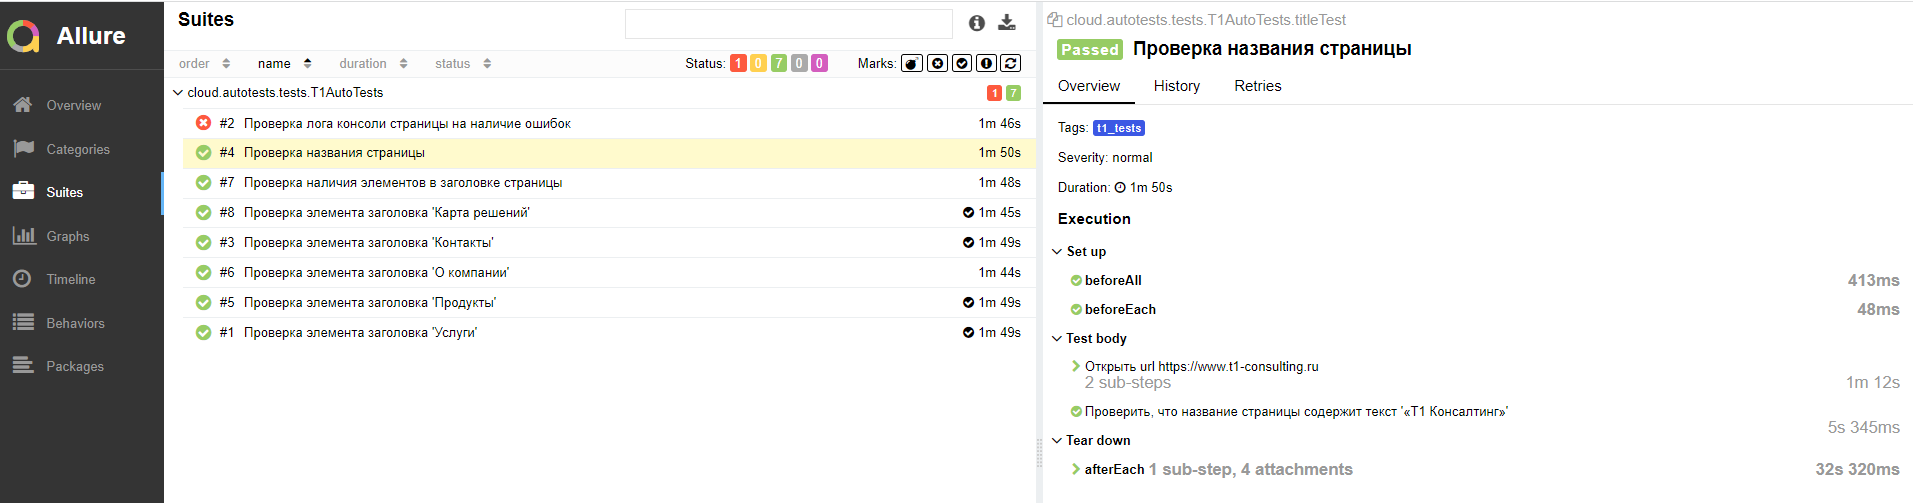 Allure
Overview
Categories
Suites
Graphs
Timeline
Behaviors
Packages
Suites
order name duration status Status: 1 0 7 0 0 Marks:
cloud.autotests.tests.T1AutoTests 1 7
#2 Проверка лога консоли страницы на наличие ошибок 1m 46s
#4 Проверка названия страницы 1m 50s
#7 Проверка наличия элементов в заголовке страницы 1m 48s
#8 Проверка элемента заголовка 'Карта решений' 1m 45s
#3 Проверка элемента заголовка 'Контакты' 1m 49s
#6 Проверка элемента заголовка 'О компании' 1m 44s
#5 Проверка элемента заголовка 'Продукты' 1m 49s
#1 Проверка элемента заголовка 'Услуги' 1m 49s
cloud.autotests.tests.T1AutoTests.titleTest
Passed Проверка названия страницы
Overview History Retries
Tags: t1_tests
Severity: normal
Duration: 1m 50s
Execution
Set up
beforeAll 413ms
beforeEach 48ms
Test body
Открыть url https://www.t1-consulting.ru
2 sub-steps 1m 12s
Проверить, что название страницы содержит текст '«Т1 Консалтинг»'
5s 345ms
Tear down
afterEach 1 sub-step, 4 attachments 32s 320ms